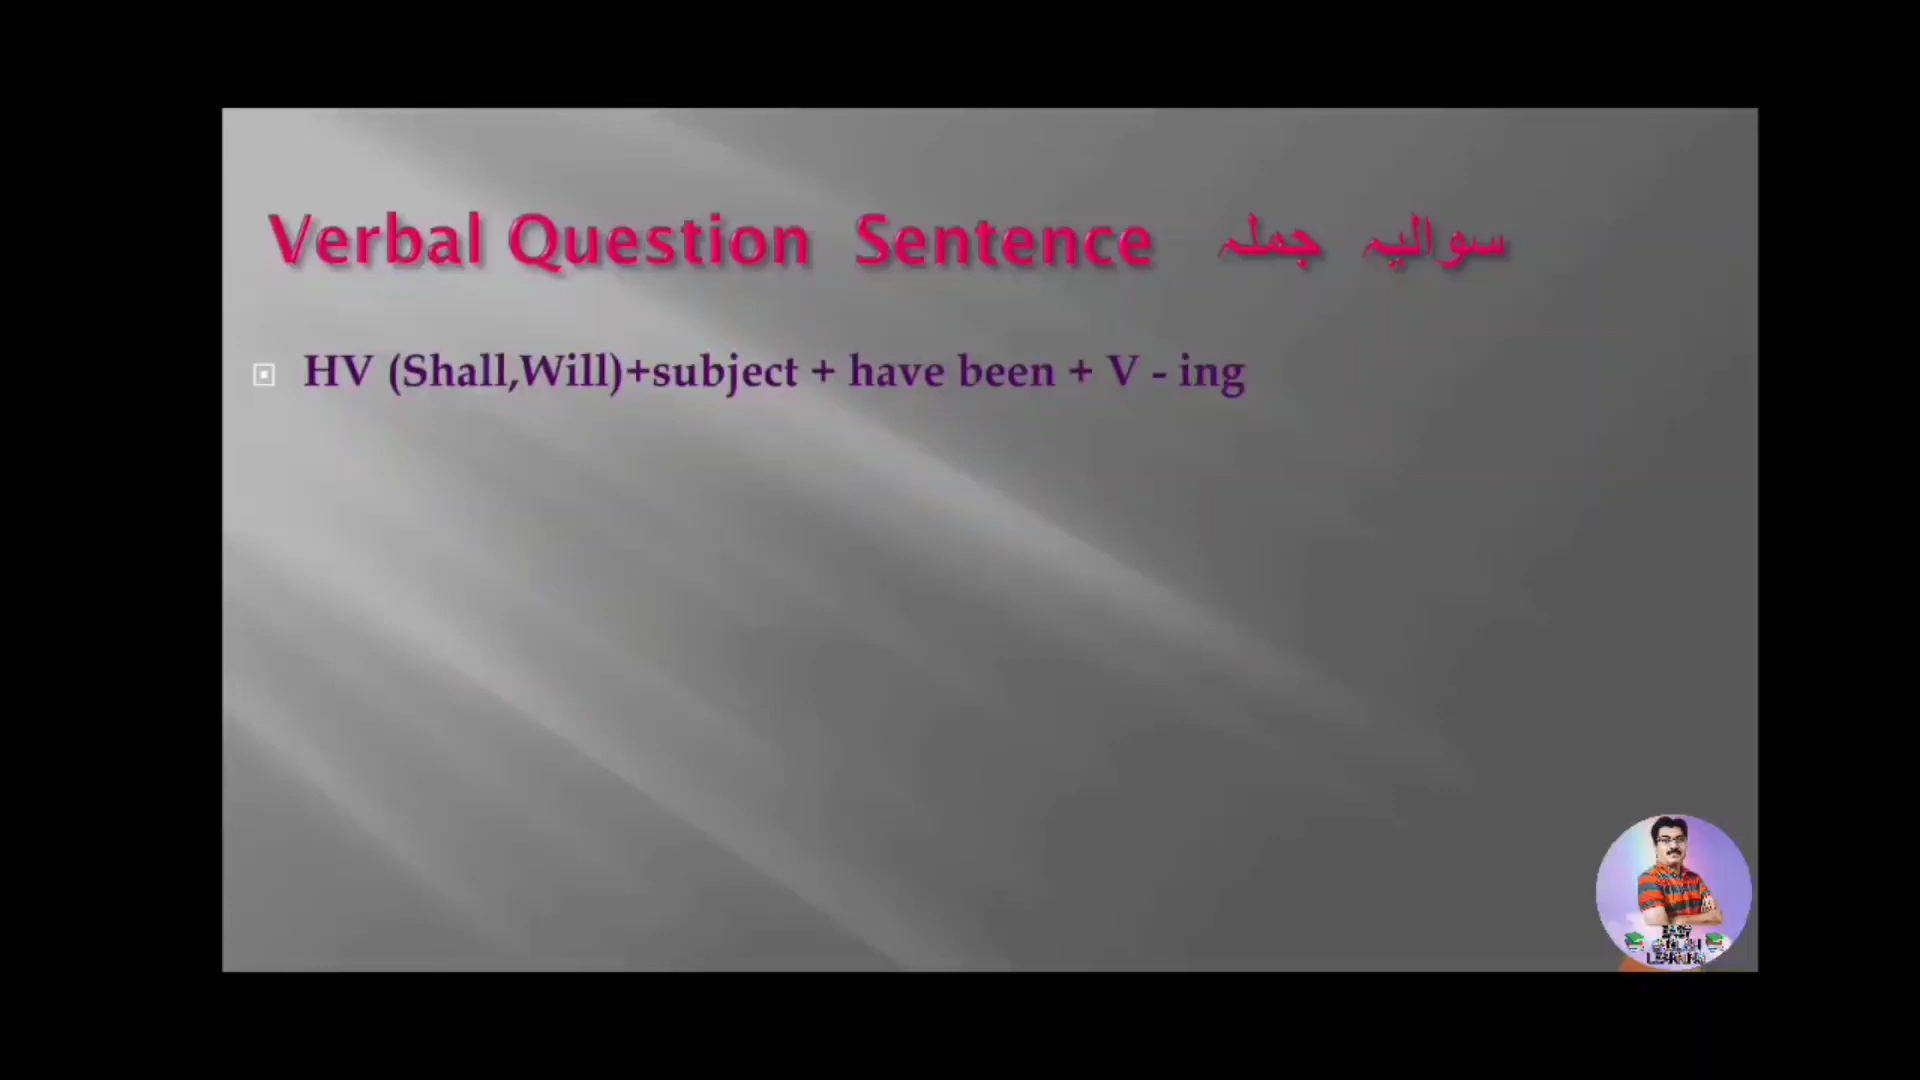 Verbal Question Sentence سوالیہ جملہ
HV (Shall,Will)+subject + have been + V - ing